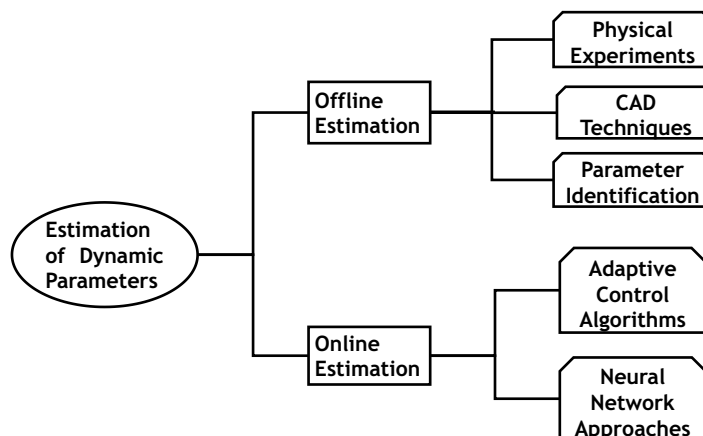 Estimation
of Dynamic
Parameters
Offline
Estimation
Physical
Experiments
CAD
Techniques
Parameter
Identification
Online
Estimation
Adaptive
Control
Algorithms
Neural
Network
Approaches